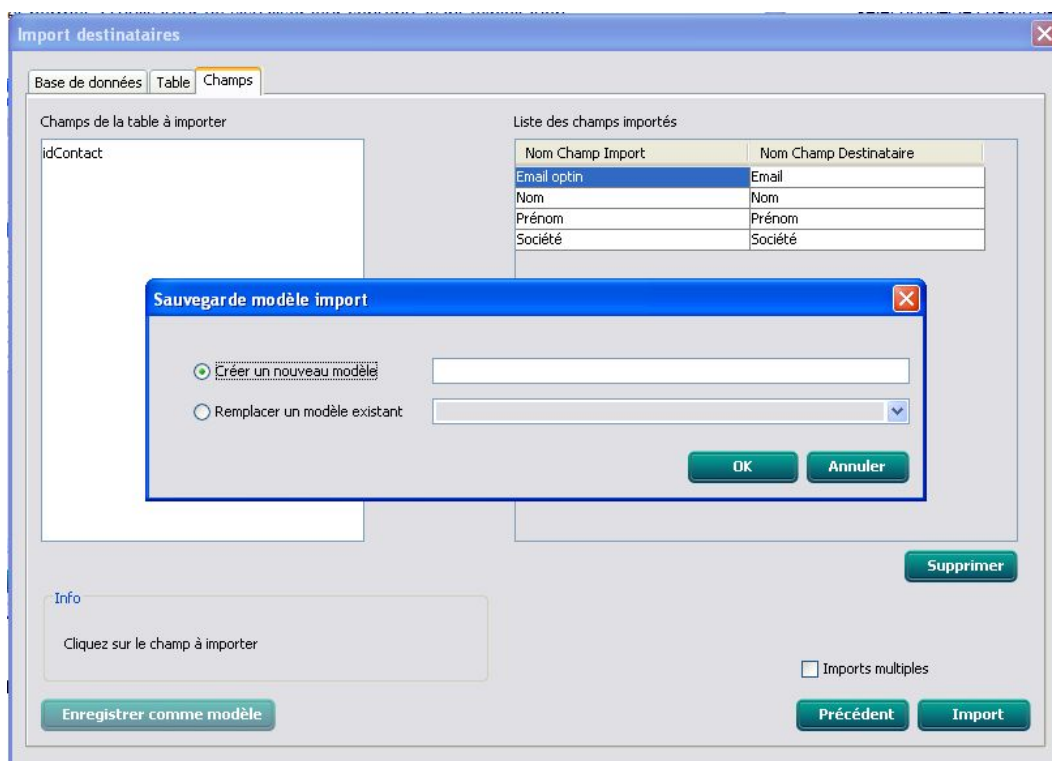 Import destinataires
Base de données Table Champs
Champs de la table à importer Liste des champs importés
idContact
Nom Champ Import Nom Champ Destinataire
Email optin Email
Nom Nom
Prénom Prénom
Société Société
Sauvegarde modèle import
Créer un nouveau modèle
Remplacer un modèle existant
OK Annuler
Supprimer
Info
Cliquez sur le champ à importer
Imports multiples
Enregistrer comme modèle Précédent Import